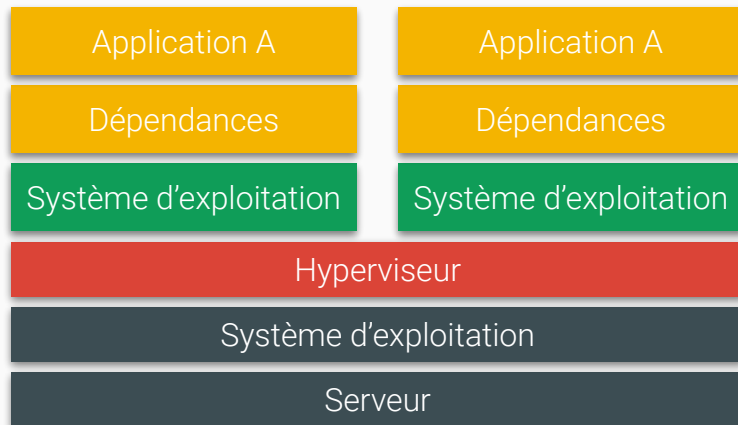 Application A
Application A
Dépendances
Dépendances
Système d’exploitation
Système d’exploitation
Hyperviseur
Système d’exploitation
Serveur